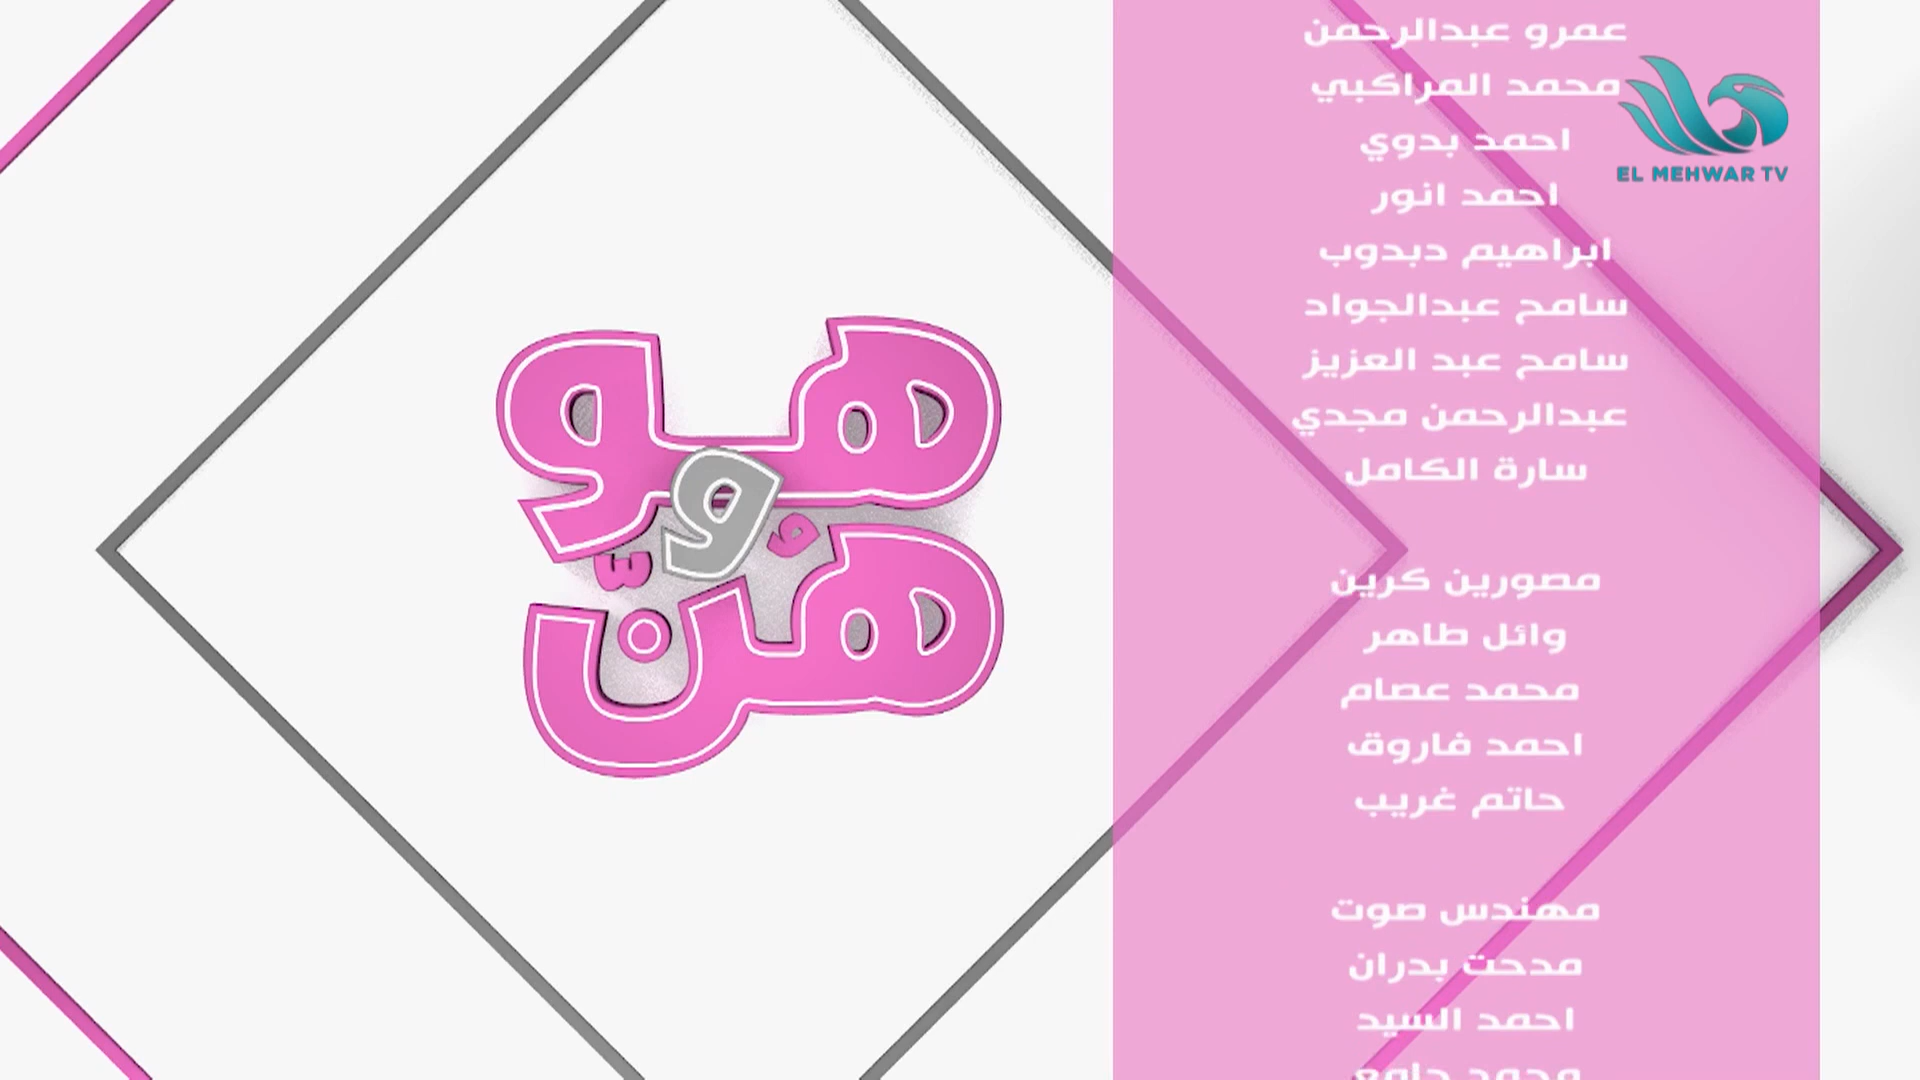 هو
و
هُنّ
عمرو عبدالرحمن
محمد المراكبي
احمد بدوي
احمد انور
ابراهيم دبدوب
سامح عبدالجواد
سامح عبد العزيز
عبدالرحمن مجدي
سارة الكامل
مصورين كرين
وائل طاهر
محمد عصام
احمد فاروق
حاتم غريب
مهندس صوت
مدحت بدران
احمد السيد
محمد
EL MEHWAR TV